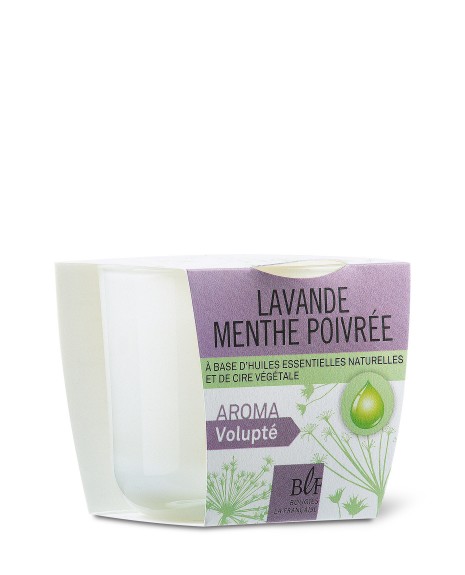 LAVANDE
MENTHE POIVRÉE
À BASE D'HUILES ESSENTIELLES NATURELLES
ET DE CIRE VÉGÉTALE
AROMA
Volupté
BLF
BOUGIES
LA FRANÇAISE